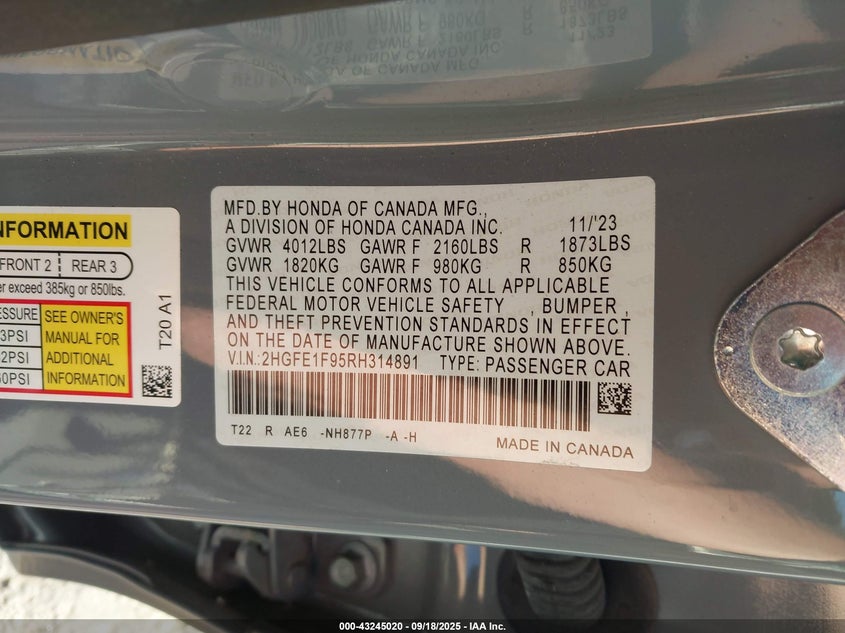 MFD.BY HONDA OF CANADA MFG.,
A DIVISION OF HONDA CANADA INC. 11/'23
GVWR 4012LBS GAWR F 2160LBS R 1873LBS
GVWR 1820KG GAWR F 980KG R 850KG
THIS VEHICLE CONFORMS TO ALL APPLICABLE
FEDERAL MOTOR VEHICLE SAFETY , BUMPER ,
AND THEFT PREVENTION STANDARDS IN EFFECT
ON THE DATE OF MANUFACTURE SHOWN ABOVE.
V.I.N.:2HGFE1F95RH314891 TYPE: PASSENGER CAR
T22 R AE6 -NH877P -A -H
MADE IN CANADA
FRONT 2 REAR 3
exceed 385kg or 850lbs.
SEE OWNER'S
MANUAL FOR
ADDITIONAL
INFORMATION
T20 A1
000-43245020 - 09/18/2025 - IAA Inc.